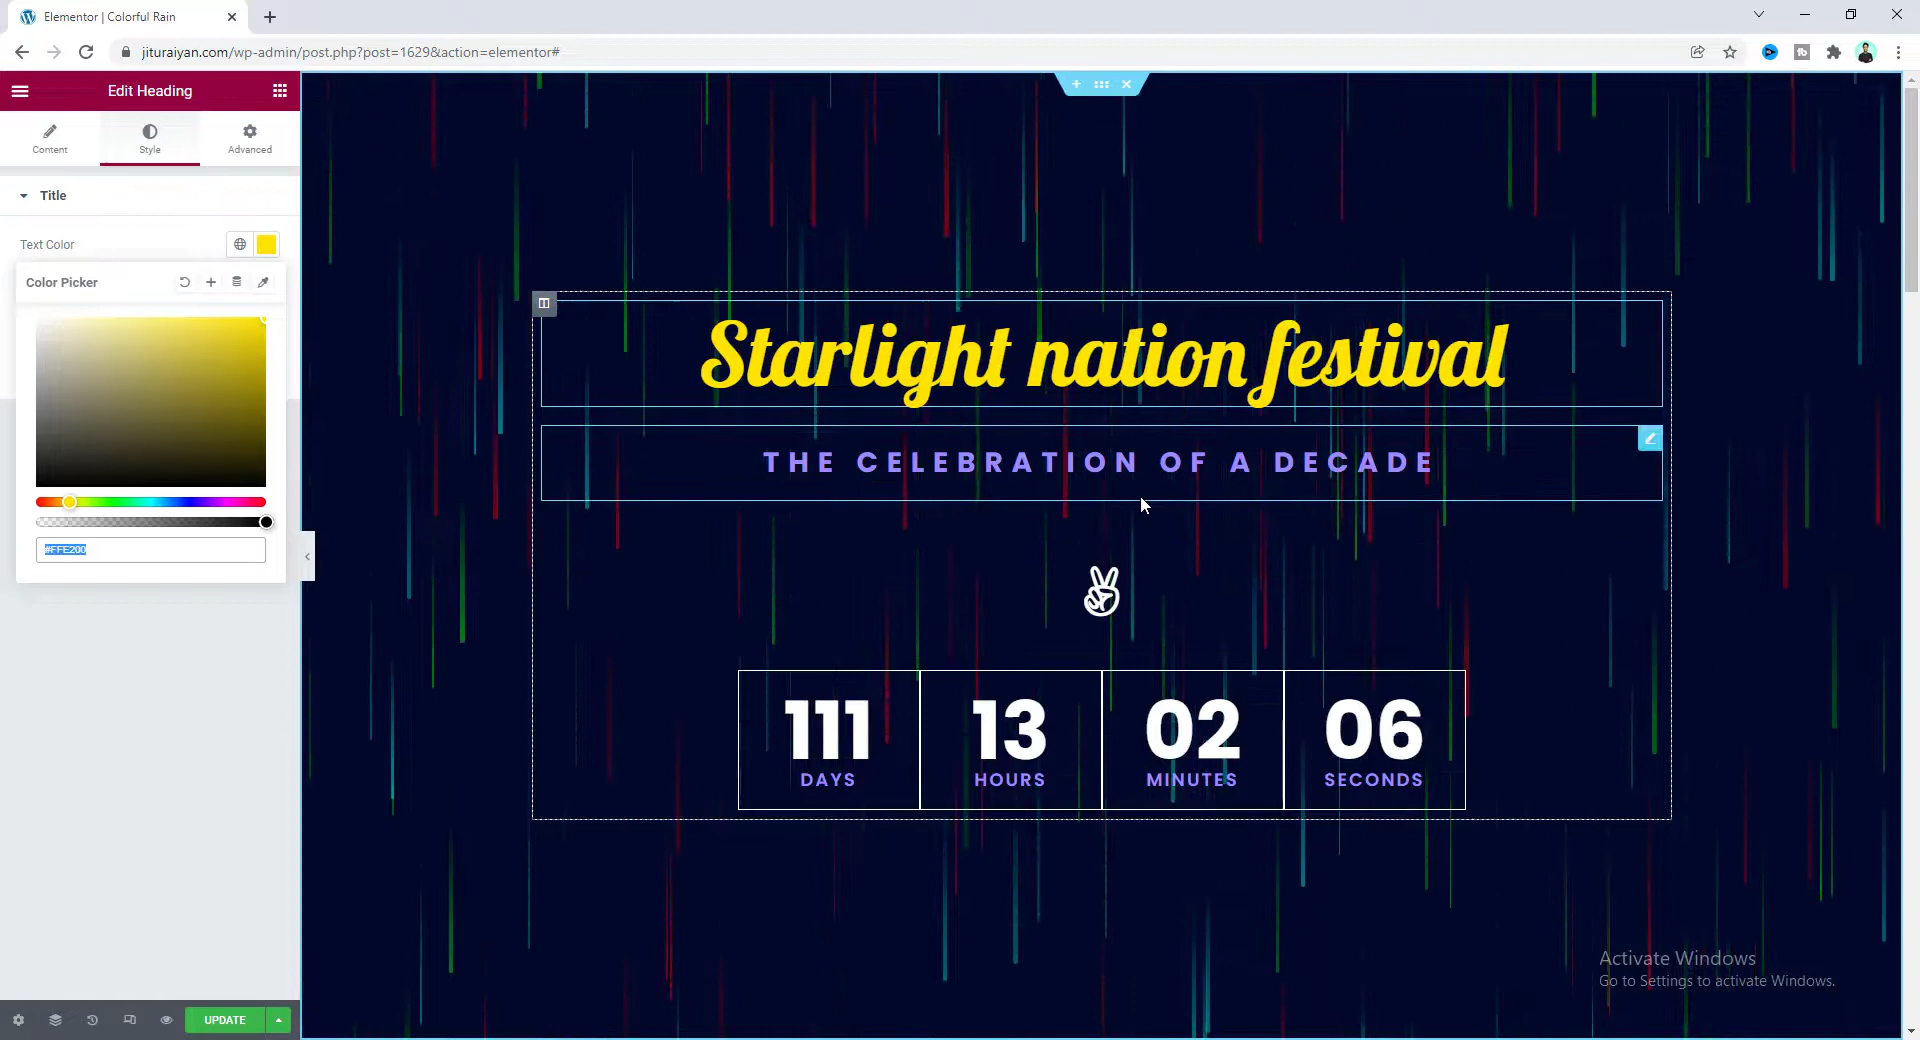 Elementor | Colorful Rain
jituraiyan.com/wp-admin/post.php?post=1629&action=elementor#
Edit Heading
Content
Style
Advanced
Title
Text Color
Color Picker
#FFE200
UPDATE
Starlight nation festival
THE CELEBRATION OF A DECADE
111
DAYS
13
HOURS
02
MINUTES
06
SECONDS
Activate Windows
Go to Settings to activate Windows.